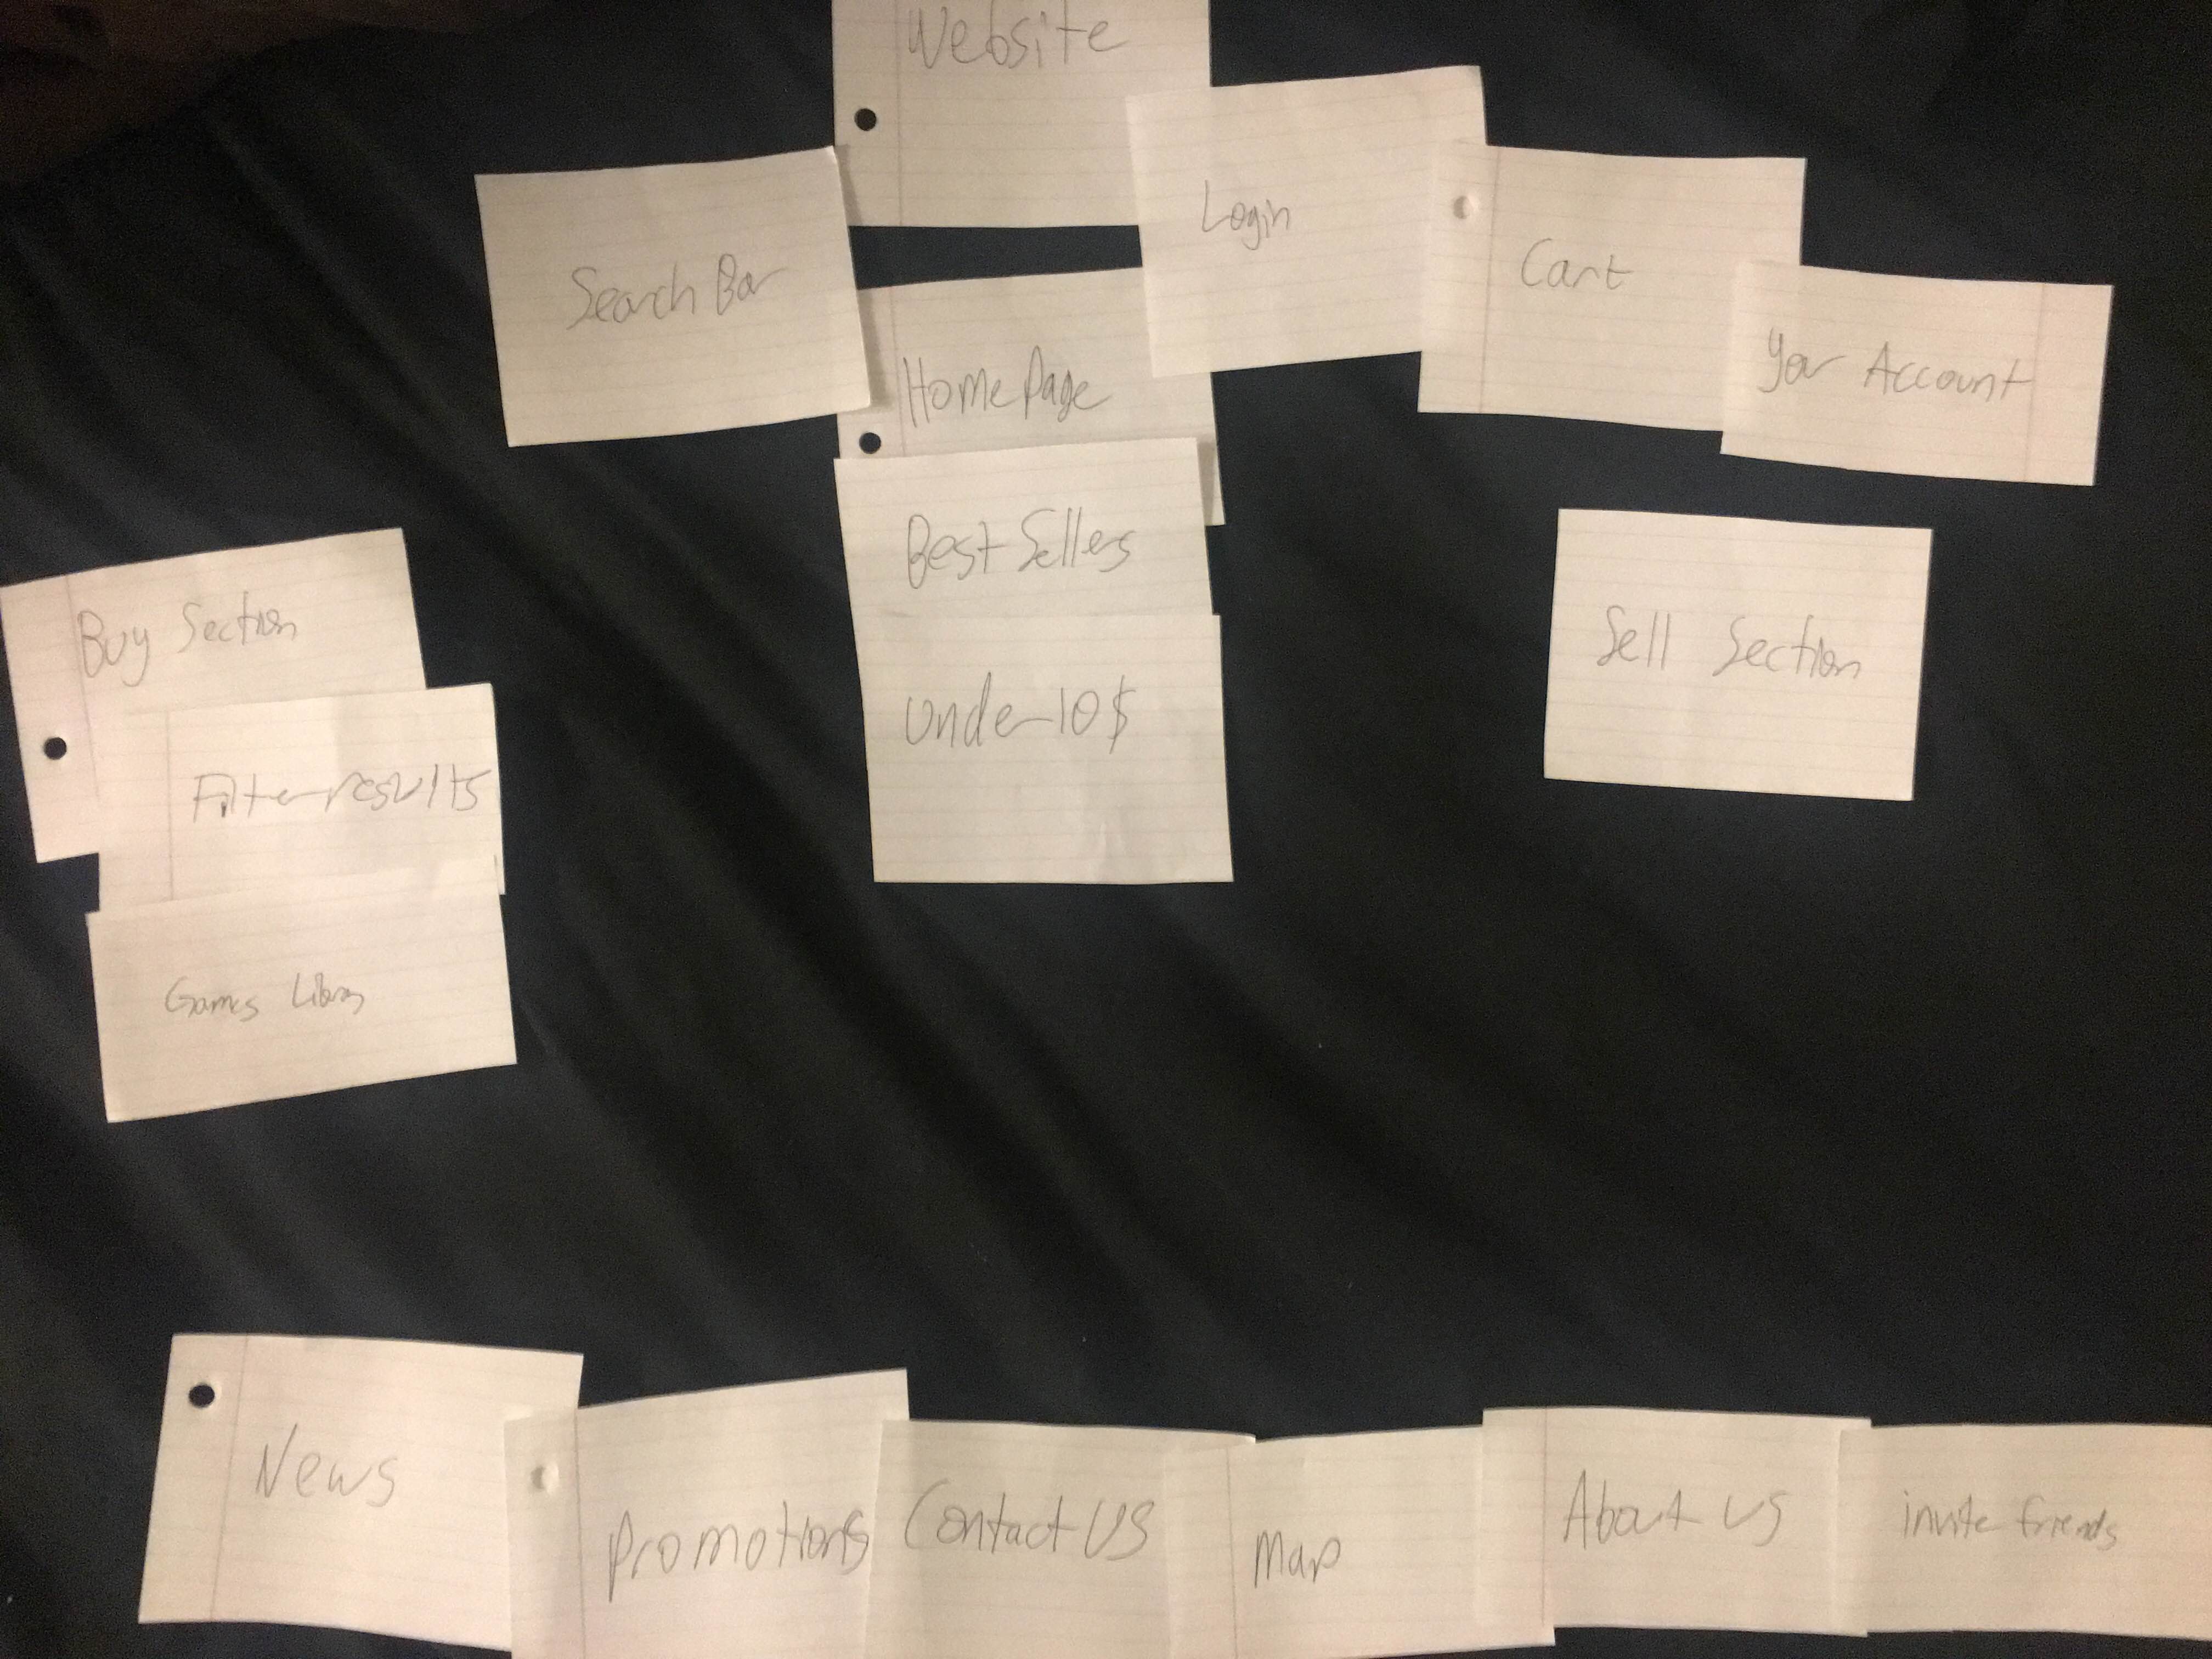 Website
Search Bar
Home Page
Login
Cart
Your Account
Best Sellers
Under 10$
Buy Section
Filter results
Games Library
Sell Section
News
Promotions
Contact US
Map
About us
invite friends